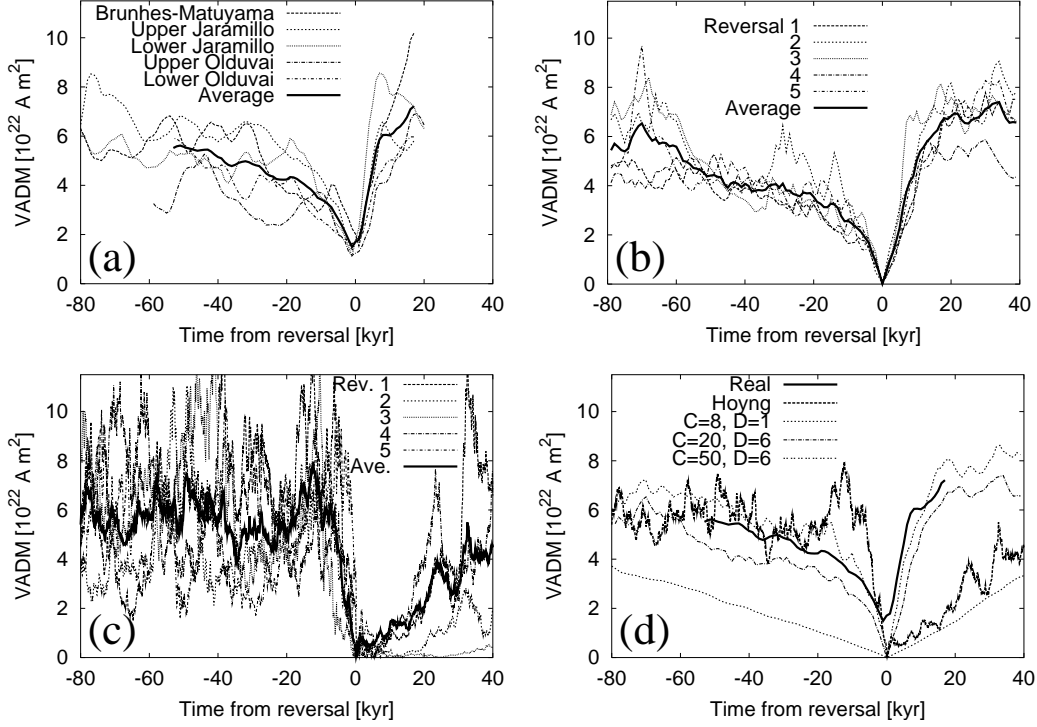 Brunhes-Matuyama
Upper Jaramillo
Lower Jaramillo
Upper Olduvai
Lower Olduvai
Average
VADM [10^22 A m^2]
10
8
6
4
2
0
(a)
-80 -60 -40 -20 0 20 40
Time from reversal [kyr]
Reversal 1
2
3
4
5
Average
VADM [10^22 A m^2]
10
8
6
4
2
0
(b)
-80 -60 -40 -20 0 20 40
Time from reversal [kyr]
Rev. 1
2
3
4
5
Ave.
VADM [10^22 A m^2]
10
8
6
4
2
0
(c)
-80 -60 -40 -20 0 20 40
Time from reversal [kyr]
Real
Hoyng
C=8, D=1
C=20, D=6
C=50, D=6
VADM [10^22 A m^2]
10
8
6
4
2
0
(d)
-80 -60 -40 -20 0 20 40
Time from reversal [kyr]